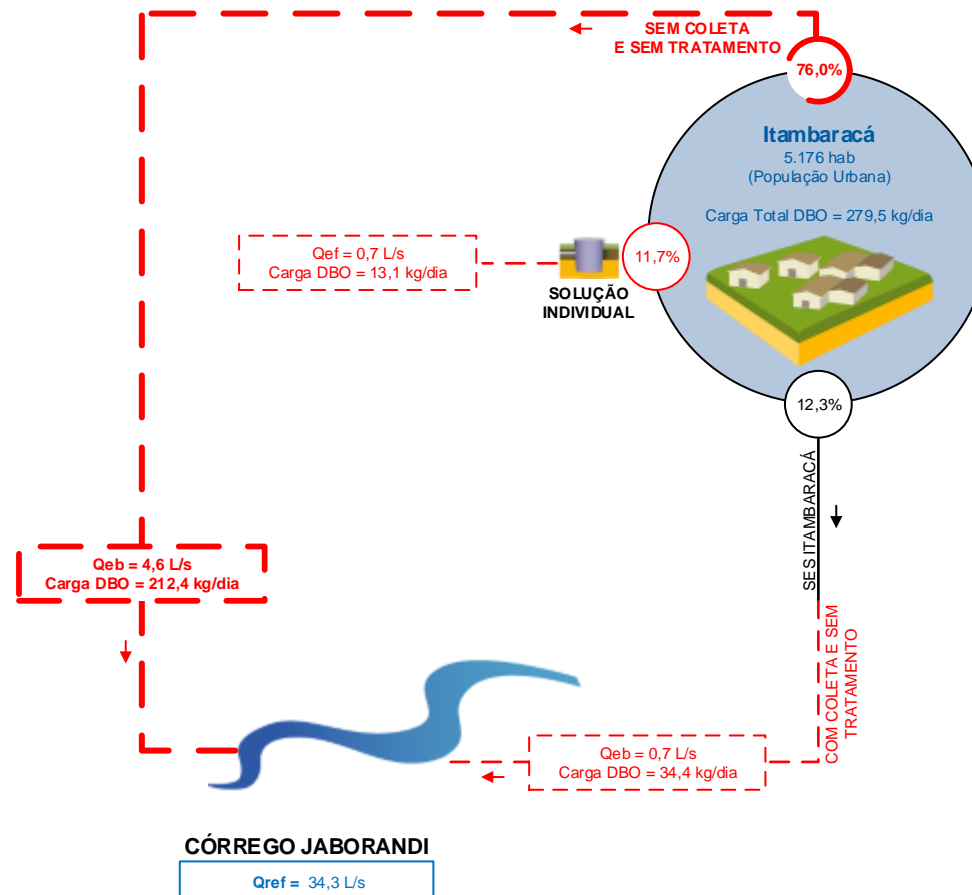 SEM COLETA
E SEM TRATAMENTO
76,0%
Itambaracá
5.176 hab
(População Urbana)
Carga Total DBO = 279,5 kg/dia
Qef = 0,7 L/s
Carga DBO = 13,1 kg/dia
11,7%
SOLUÇÃO
INDIVIDUAL
12,3%
SES ITAMBARACÁ
Qeb = 4,6 L/s
Carga DBO = 212,4 kg/dia
COM COLETA E SEM
TRATAMENTO
Qeb = 0,7 L/s
Carga DBO = 34,4 kg/dia
CÓRREGO JABORANDI
Qref = 34,3 L/s